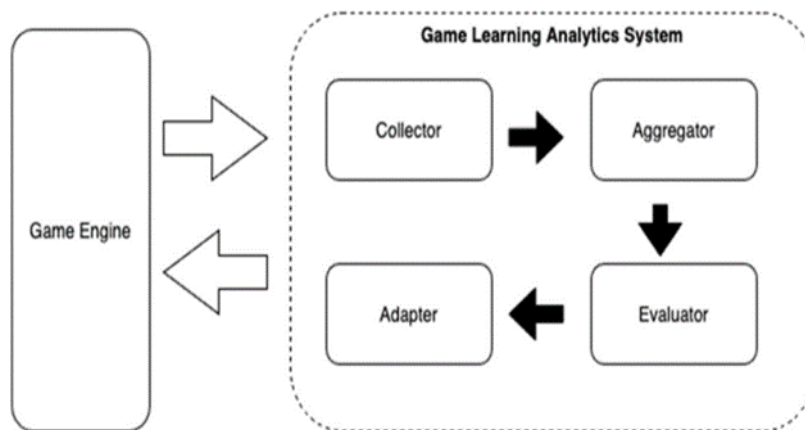 Game Learning Analytics System
Collector
Aggregator
Game Engine
Adapter
Evaluator